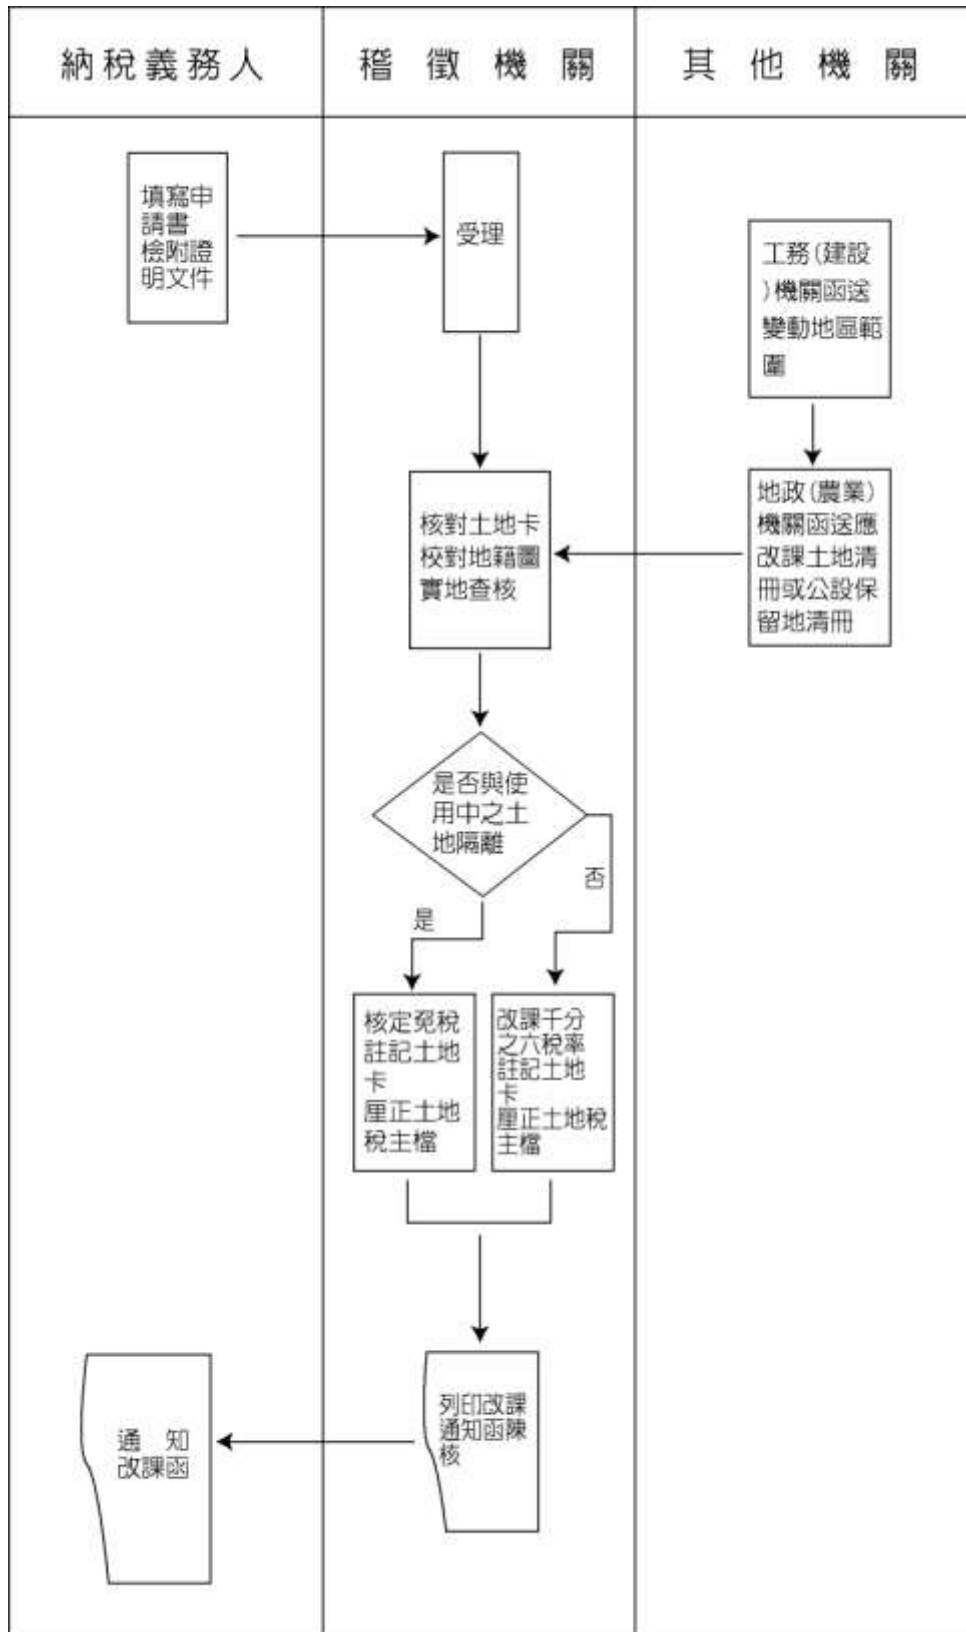 納稅義務人
稽徵機關
其他機關
填寫申
請書
檢附證
明文件
受理
工務(建設
)機關函送
變動地區範
圍
地政(農業)
機關函送應
改課土地清
冊或公設保
留地清冊
核對土地卡
校對地籍圖
實地查核
是否與使
用中之土
地隔離
否
是
核定免稅
註記土地
卡
厘正土地
稅主檔
改課千分
之六稅率
註記土地
卡
厘正土地稅
主檔
列印改課
通知函陳
核
通知
改課函